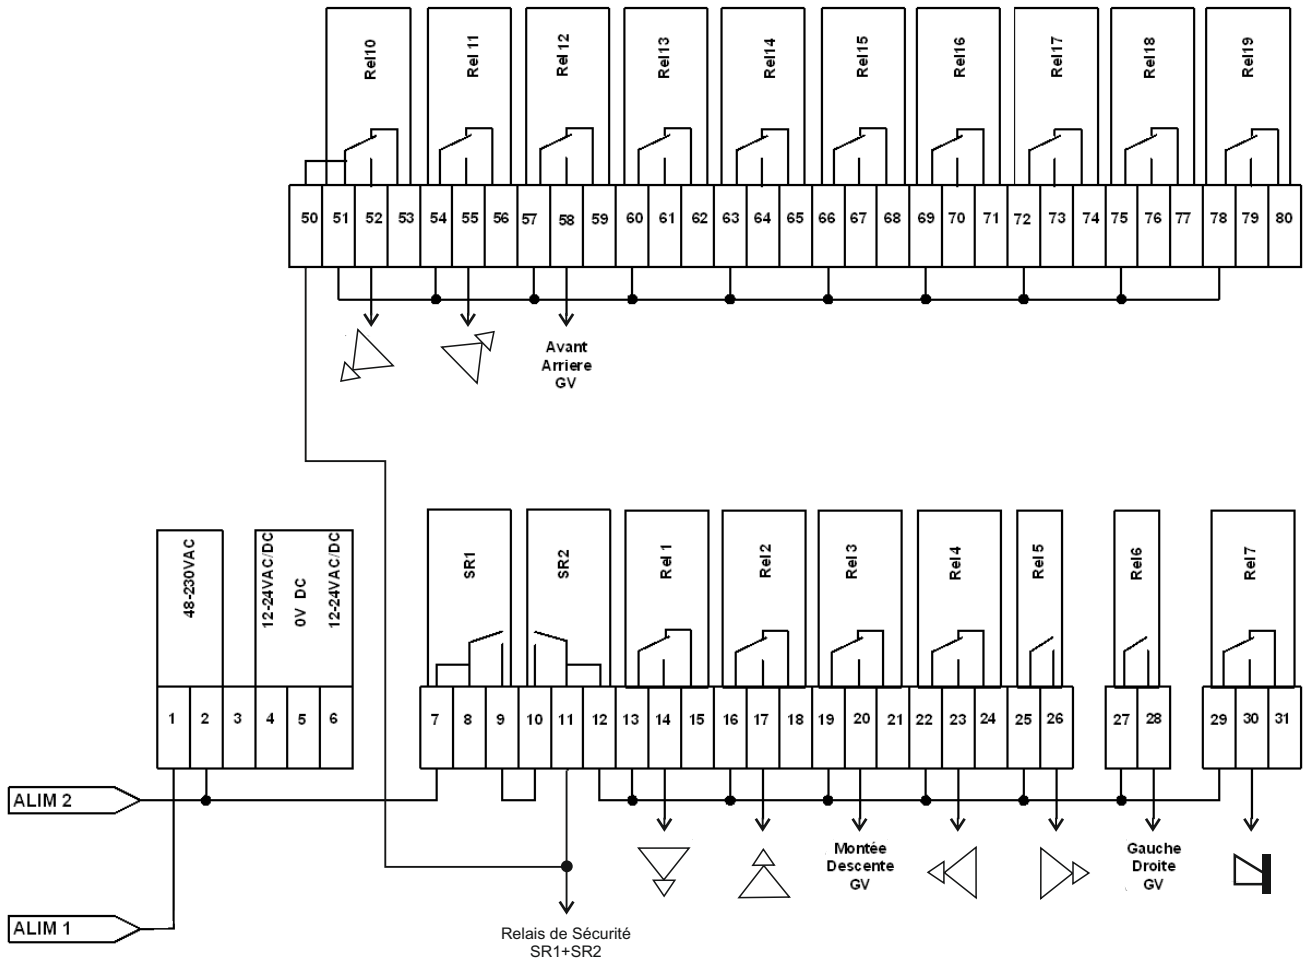 Rel10 Rel 11 Rel 12 Rel13 Rel14 Rel15 Rel16 Rel17 Rel18 Rel19
50 51 52 53 54 55 56 57 58 59 60 61 62 63 64 65 66 67 68 69 70 71 72 73 74 75 76 77 78 79 80
Avant
Arriere
GV
48-230VAC
12-24VAC/DC
0V DC
12-24VAC/DC
SR1 SR2 Rel 1 Rel2 Rel 3 Rel 4 Rel 5 Rel6 Rel7
1 2 3 4 5 6 7 8 9 10 11 12 13 14 15 16 17 18 19 20 21 22 23 24 25 26 27 28 29 30 31
ALIM 2
Montée
Descente
GV
Gauche
Droite
GV
ALIM 1
Relais de Sécurité
SR1+SR2